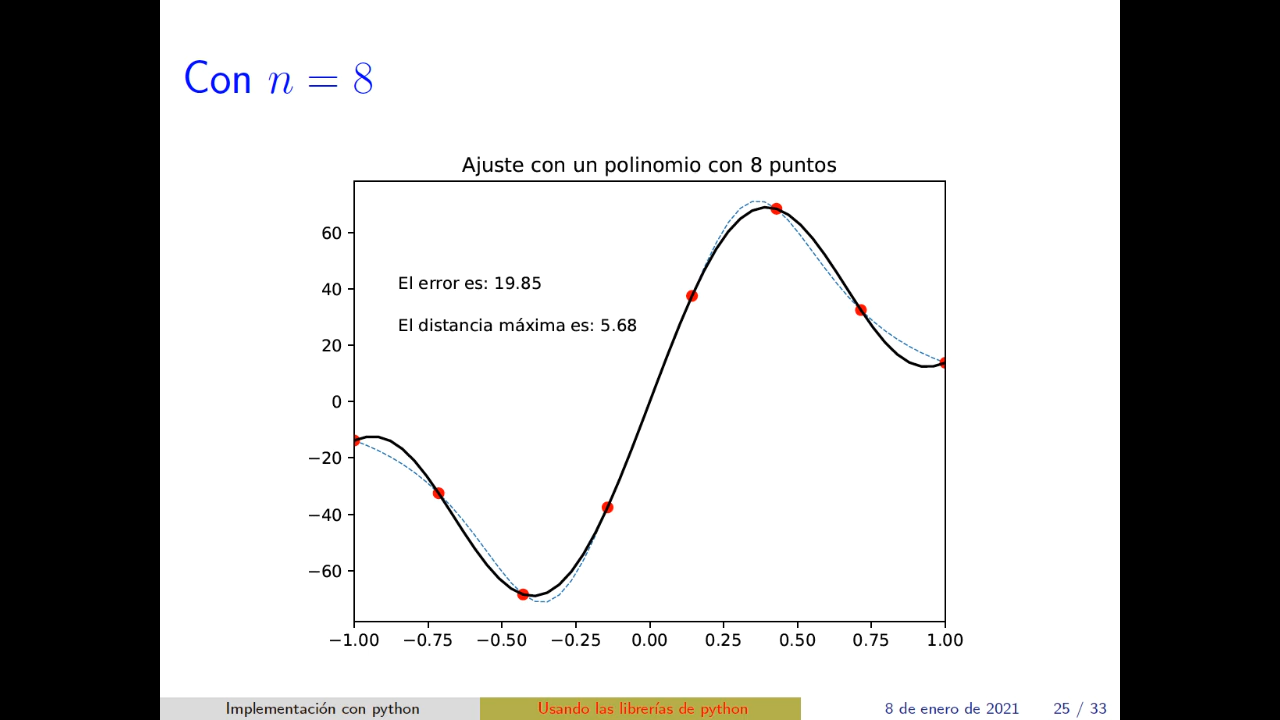 Con n = 8
Ajuste con un polinomio con 8 puntos
60
40
20
0
−20
−40
−60
El error es: 19.85
El distancia máxima es: 5.68
−1.00 −0.75 −0.50 −0.25 0.00 0.25 0.50 0.75 1.00
Implementación con python Usando las librerías de python 8 de enero de 2021 25 / 33